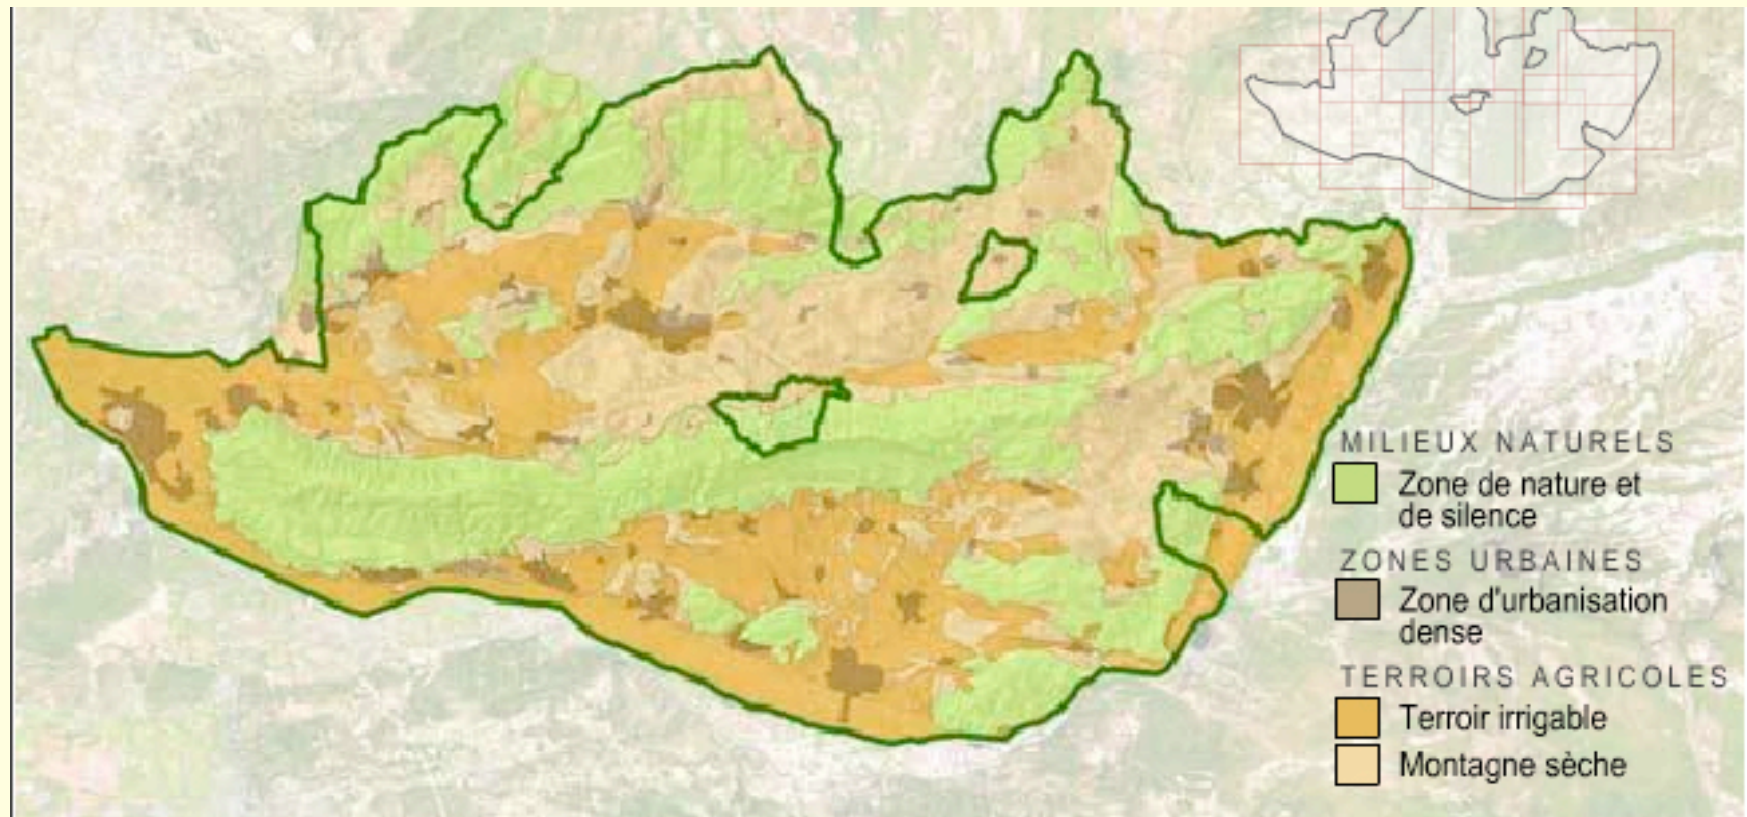 MILIEUX NATURELS
Zone de nature et
de silence
ZONES URBAINES
Zone d'urbanisation
dense
TERROIRS AGRICOLES
Terroir irrigable
Montagne sèche